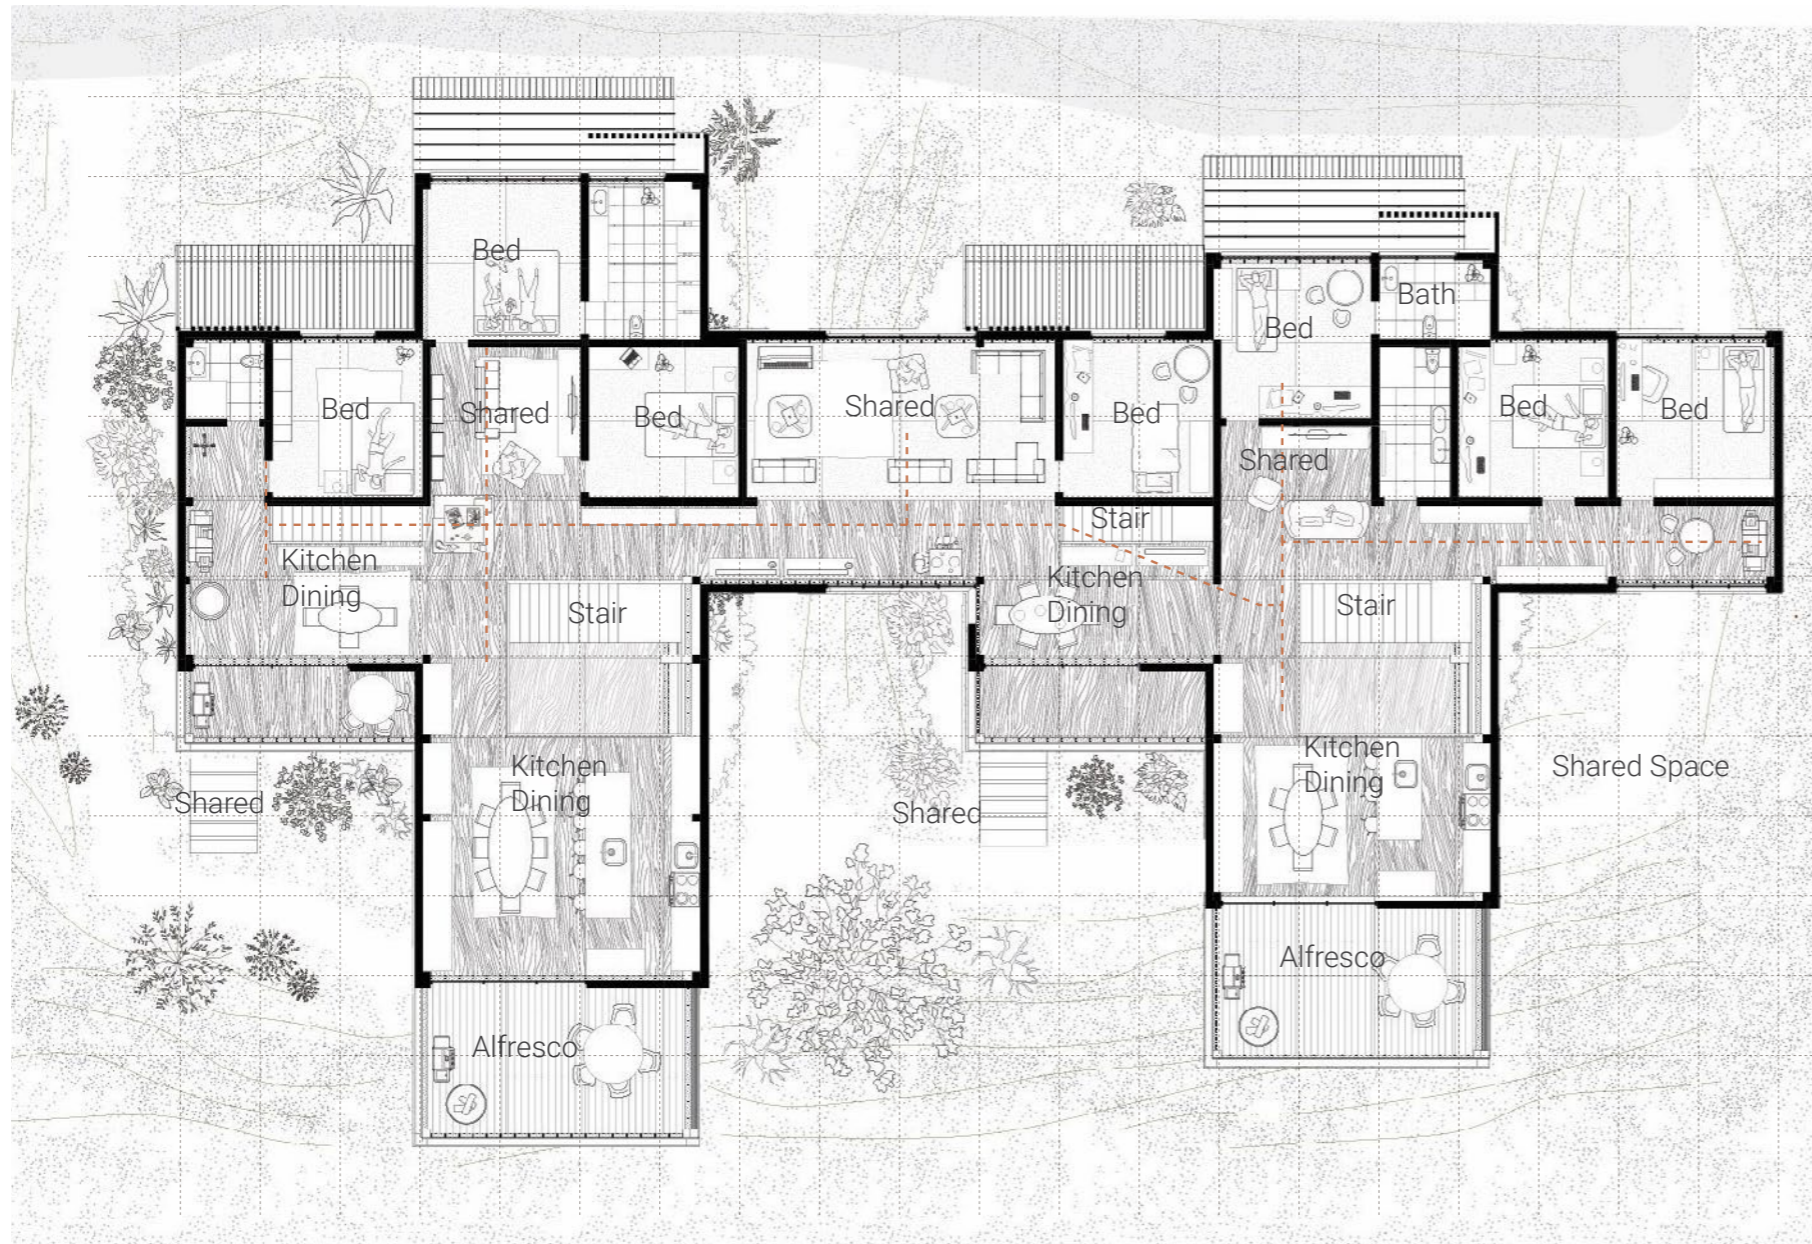 Bed
Bath
Bed
Bed
Shared
Bed
Shared
Bed
Bed
Bed
Shared
Stair
Kitchen
Dining
Stair
Kitchen
Dining
Stair
Kitchen
Dining
Kitchen
Dining
Shared Space
Shared
Shared
Alfresco
Alfresco